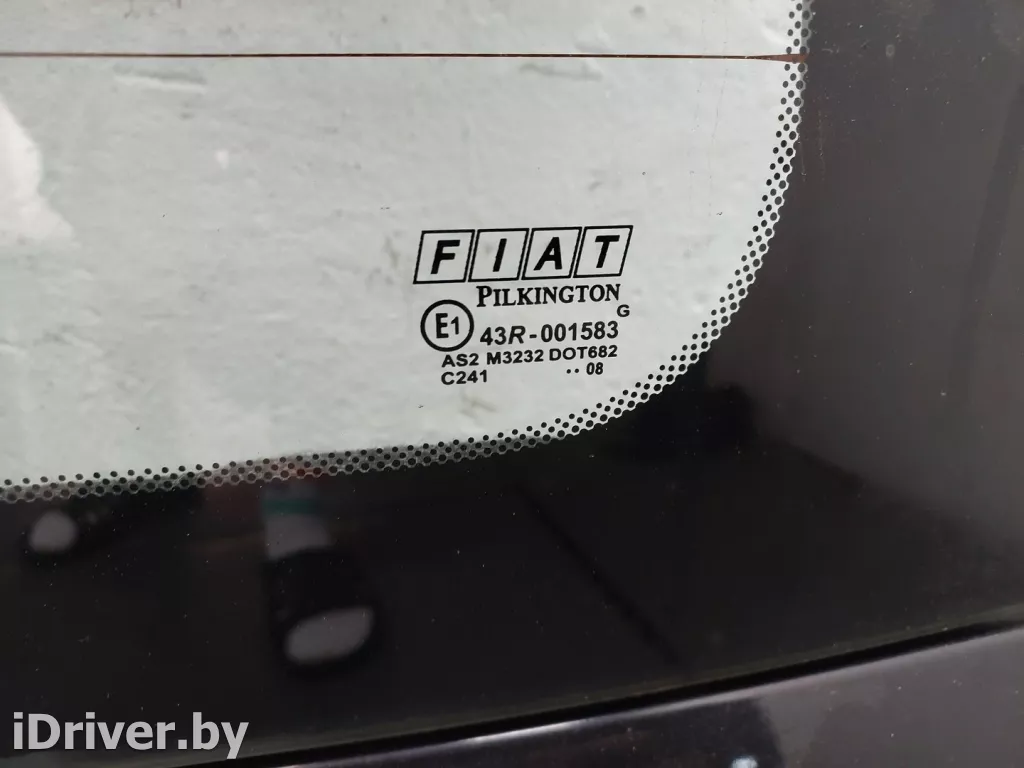 FIAT
PILKINGTON
G
E1 43R-001583
AS2 M3232 DOT682
C241 ·· 08
iDriver.by